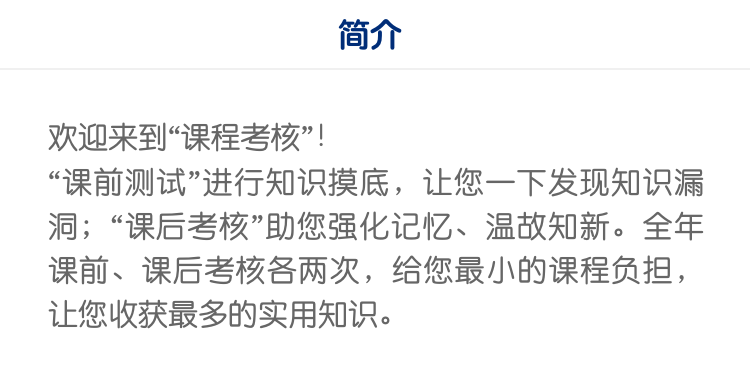 简介
欢迎来到“课程考核”！
“课前测试”进行知识摸底，让您一下发现知识漏
洞；“课后考核”助您强化记忆、温故知新。全年
课前、课后考核各两次，给您最小的课程负担，
让您收获最多的实用知识。